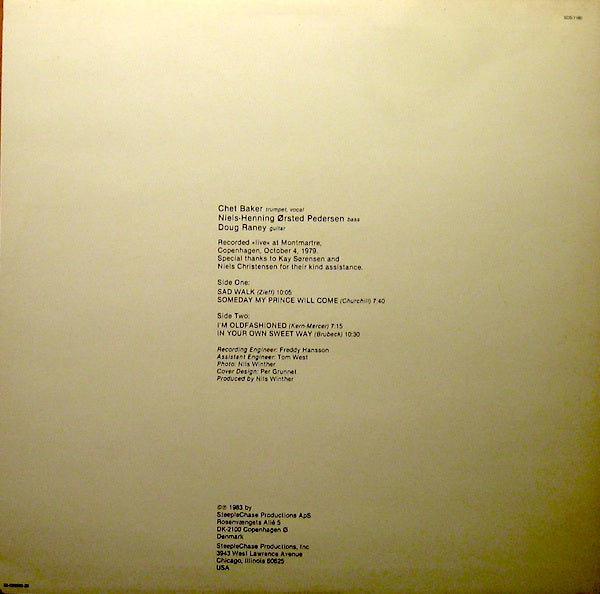 Chet Baker trumpet, vocal
Niels-Henning Ørsted Pedersen bass
Doug Raney guitar
Recorded »live« at Montmartre,
Copenhagen, October 4, 1979.
Special thanks to Kay Sørensen and
Niels Christensen for their kind assistance.
Side One:
SAD WALK (Zieff) 10:05
SOMEDAY MY PRINCE WILL COME (Churchill) 7:40
Side Two:
I'M OLDFASHIONED (Kern-Mercer) 7:15
IN YOUR OWN SWEET WAY (Brubeck) 10:30
Recording Engineer: Freddy Hansson
Assistant Engineer: Tom West
Photo: Nils Winther
Cover Design: Per Grunnet
Produced by Nils Winther
©℗ 1983 by
SteepleChase Productions ApS
Rosenvængets Allé 5
DK-2100 Copenhagen Ø
Denmark
SteepleChase Productions, Inc
3943 West Lawrence Avenue
Chicago, Illinois 60625
USA